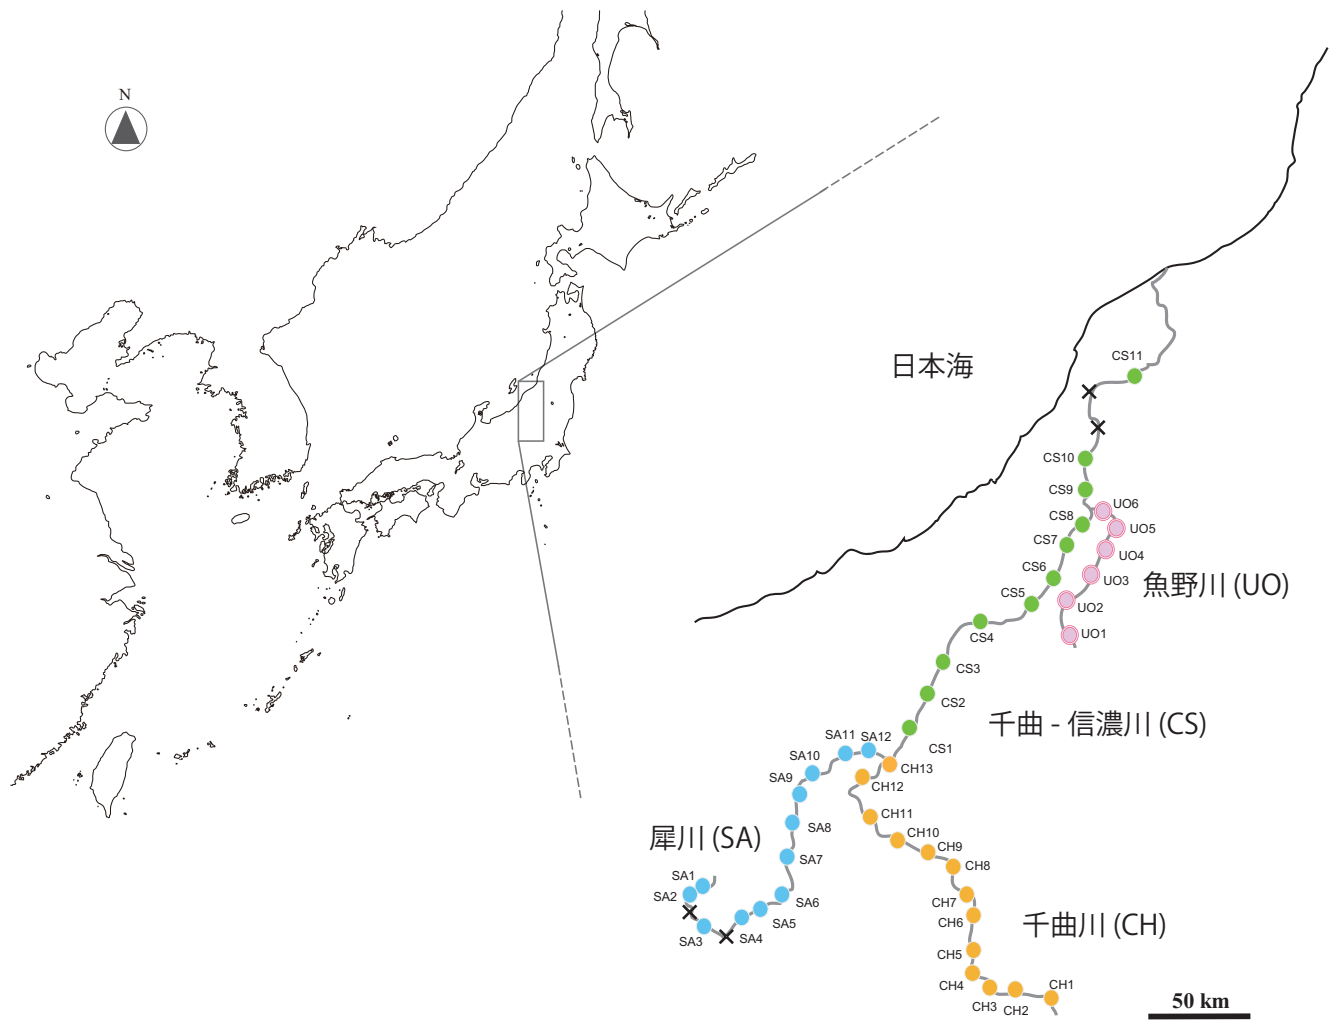 N
日本海
CS11
CS10
CS9
UO6
CS8
UO5
CS7
UO4
CS6
UO3
魚野川 (UO)
CS5
UO2
CS4
UO1
CS3
CS2
千曲 - 信濃川 (CS)
CS1
SA11
SA12
SA10
CH13
SA9
CH12
CH11
SA8
犀川 (SA)
CH10
CH9
SA7
CH8
SA1
SA2
SA6
CH7
SA5
CH6
千曲川 (CH)
SA3
SA4
CH5
CH4
CH1
CH3
CH2
50 km